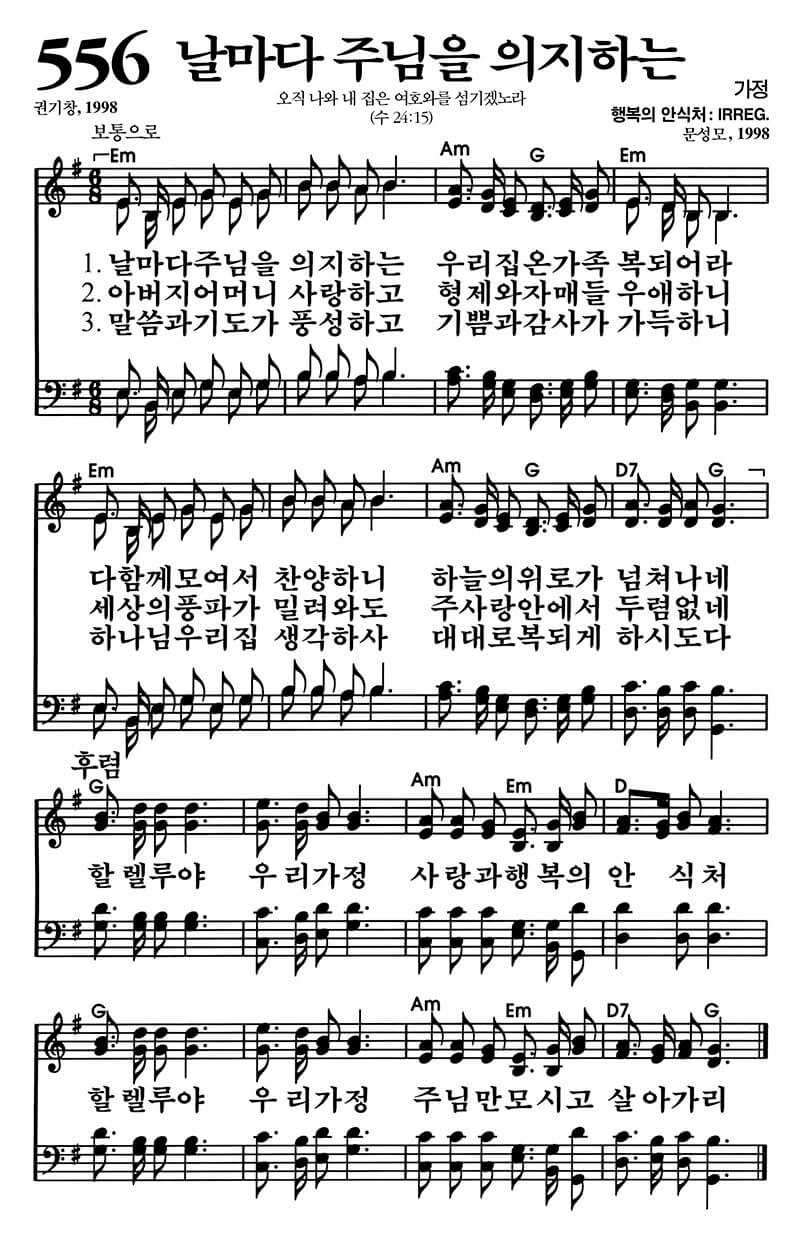 556 날마다 주님을 의지하는
가정
권기창, 1998
오직 나와 내 집은 여호와를 섬기겠노라
(수 24:15)
행복의 안식처: IRREG.
문성모, 1998
보통으로
Em Am G Em
6 8
1. 날마다주님을 의지하는 우리집온가족 복되어라
2. 아버지어머니 사랑하고 형제와자매들 우애하니
3. 말씀과기도가 풍성하고 기쁨과감사가 가득하니
6 8
Em Am G D7 G
다함께모여서 찬양하니 하늘의위로가 넘쳐나네
세상의풍파가 밀려와도 주사랑안에서 두렴없네
하나님우리집 생각하사 대대로복되게 하시도다
후렴
G Am Em D
할렐루야 우리가정 사랑과행복의 안 식처
G Am Em D7 G
할렐루야 우리가정 주님만모시고 살아가리